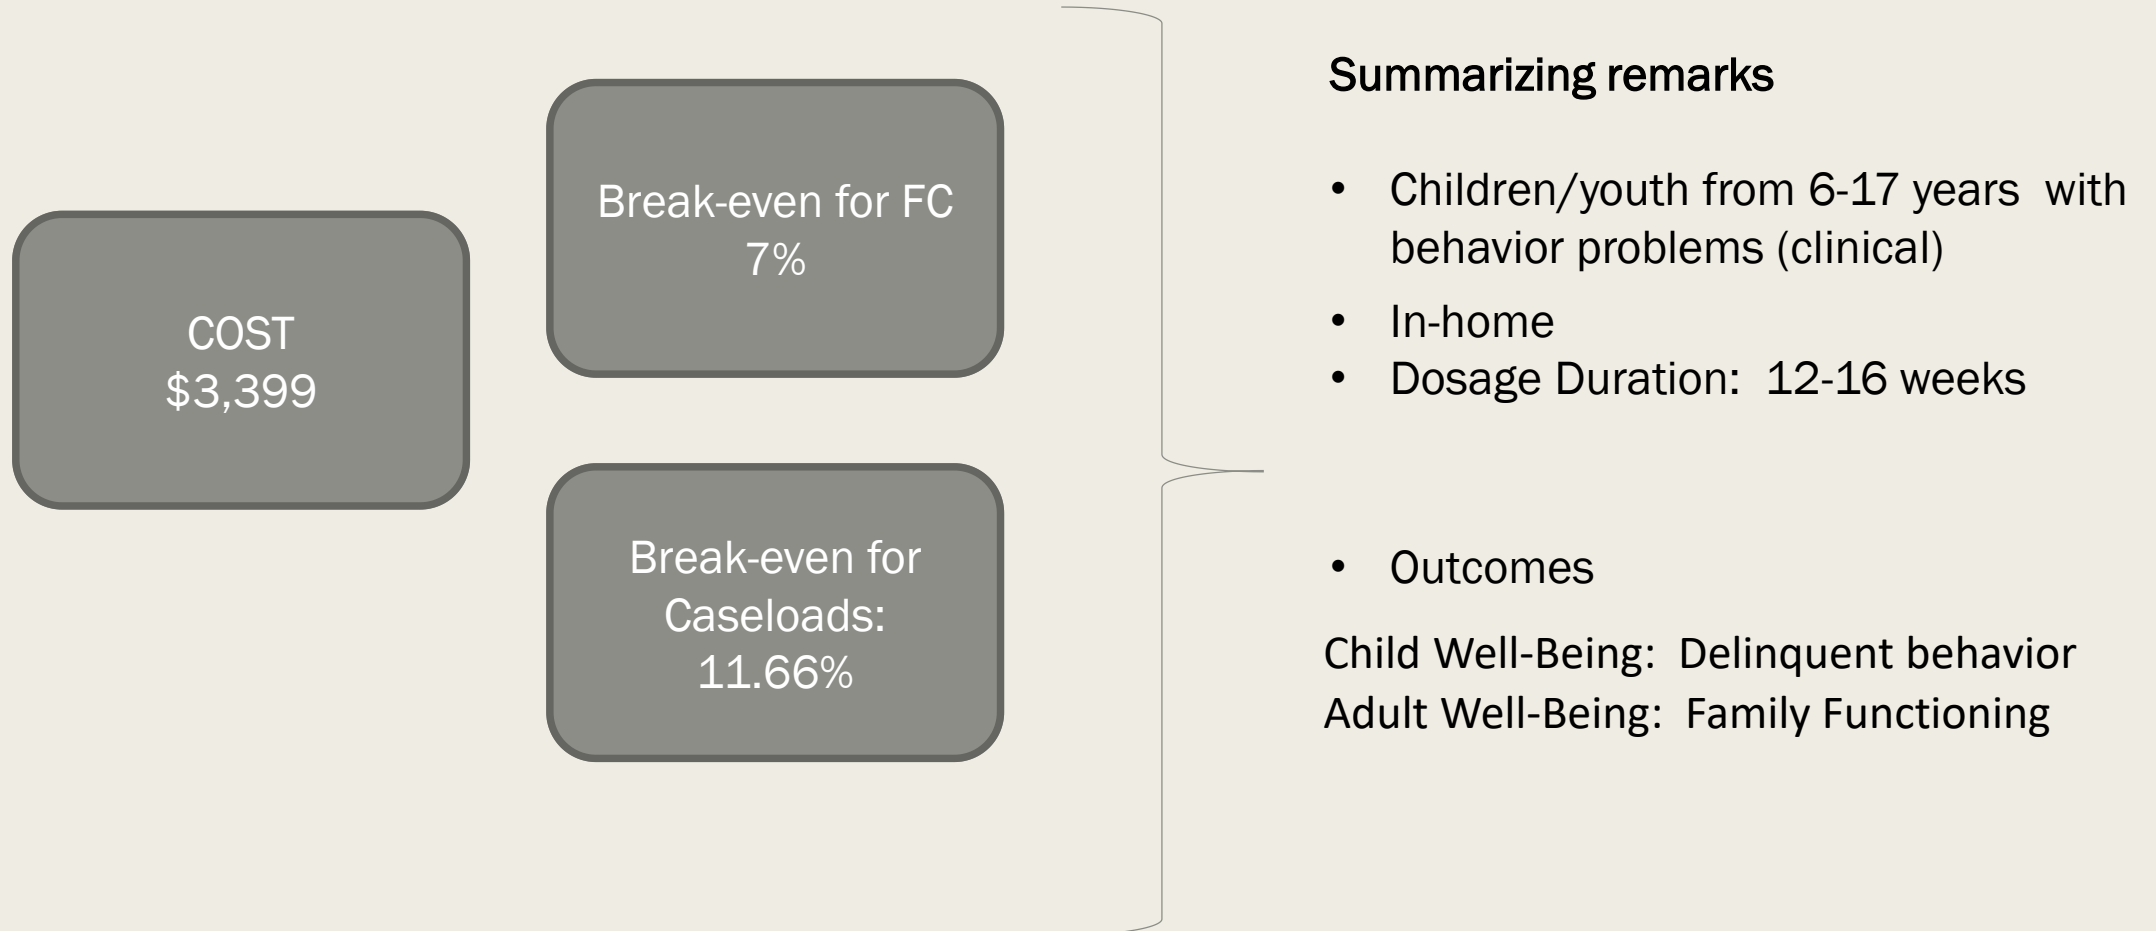 COST
$3,399
Break-even for FC
7%
Break-even for
Caseloads:
11.66%
Summarizing remarks
• Children/youth from 6-17 years  with
behavior problems (clinical)
• In-home
• Dosage Duration:  12-16 weeks
• Outcomes
Child Well-Being:  Delinquent behavior
Adult Well-Being:  Family Functioning